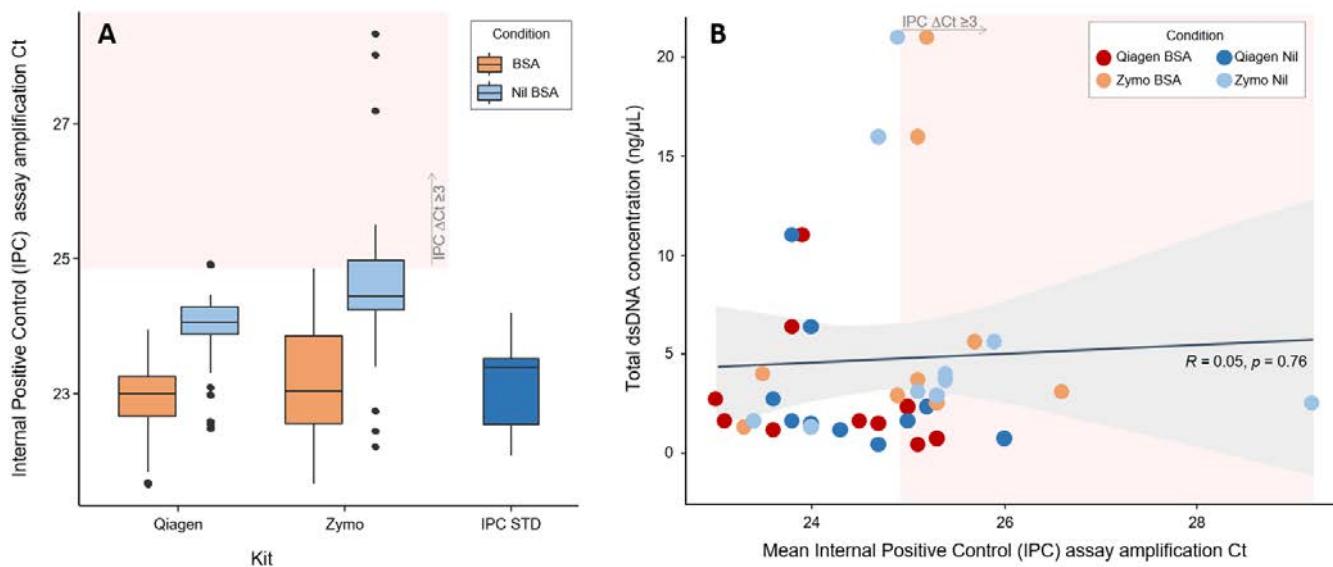 A
Condition
BSA
Nil BSA
IPC ΔCt ≥3
27
25
23
Internal Positive Control (IPC) assay amplification Ct
Qiagen
Zymo
IPC STD
Kit
B
IPC ΔCt ≥3
Condition
Qiagen BSA
Qiagen Nil
Zymo BSA
Zymo Nil
20
15
10
5
0
Total dsDNA concentration (ng/µL)
R = 0.05, p = 0.76
24
26
28
Mean Internal Positive Control (IPC) assay amplification Ct